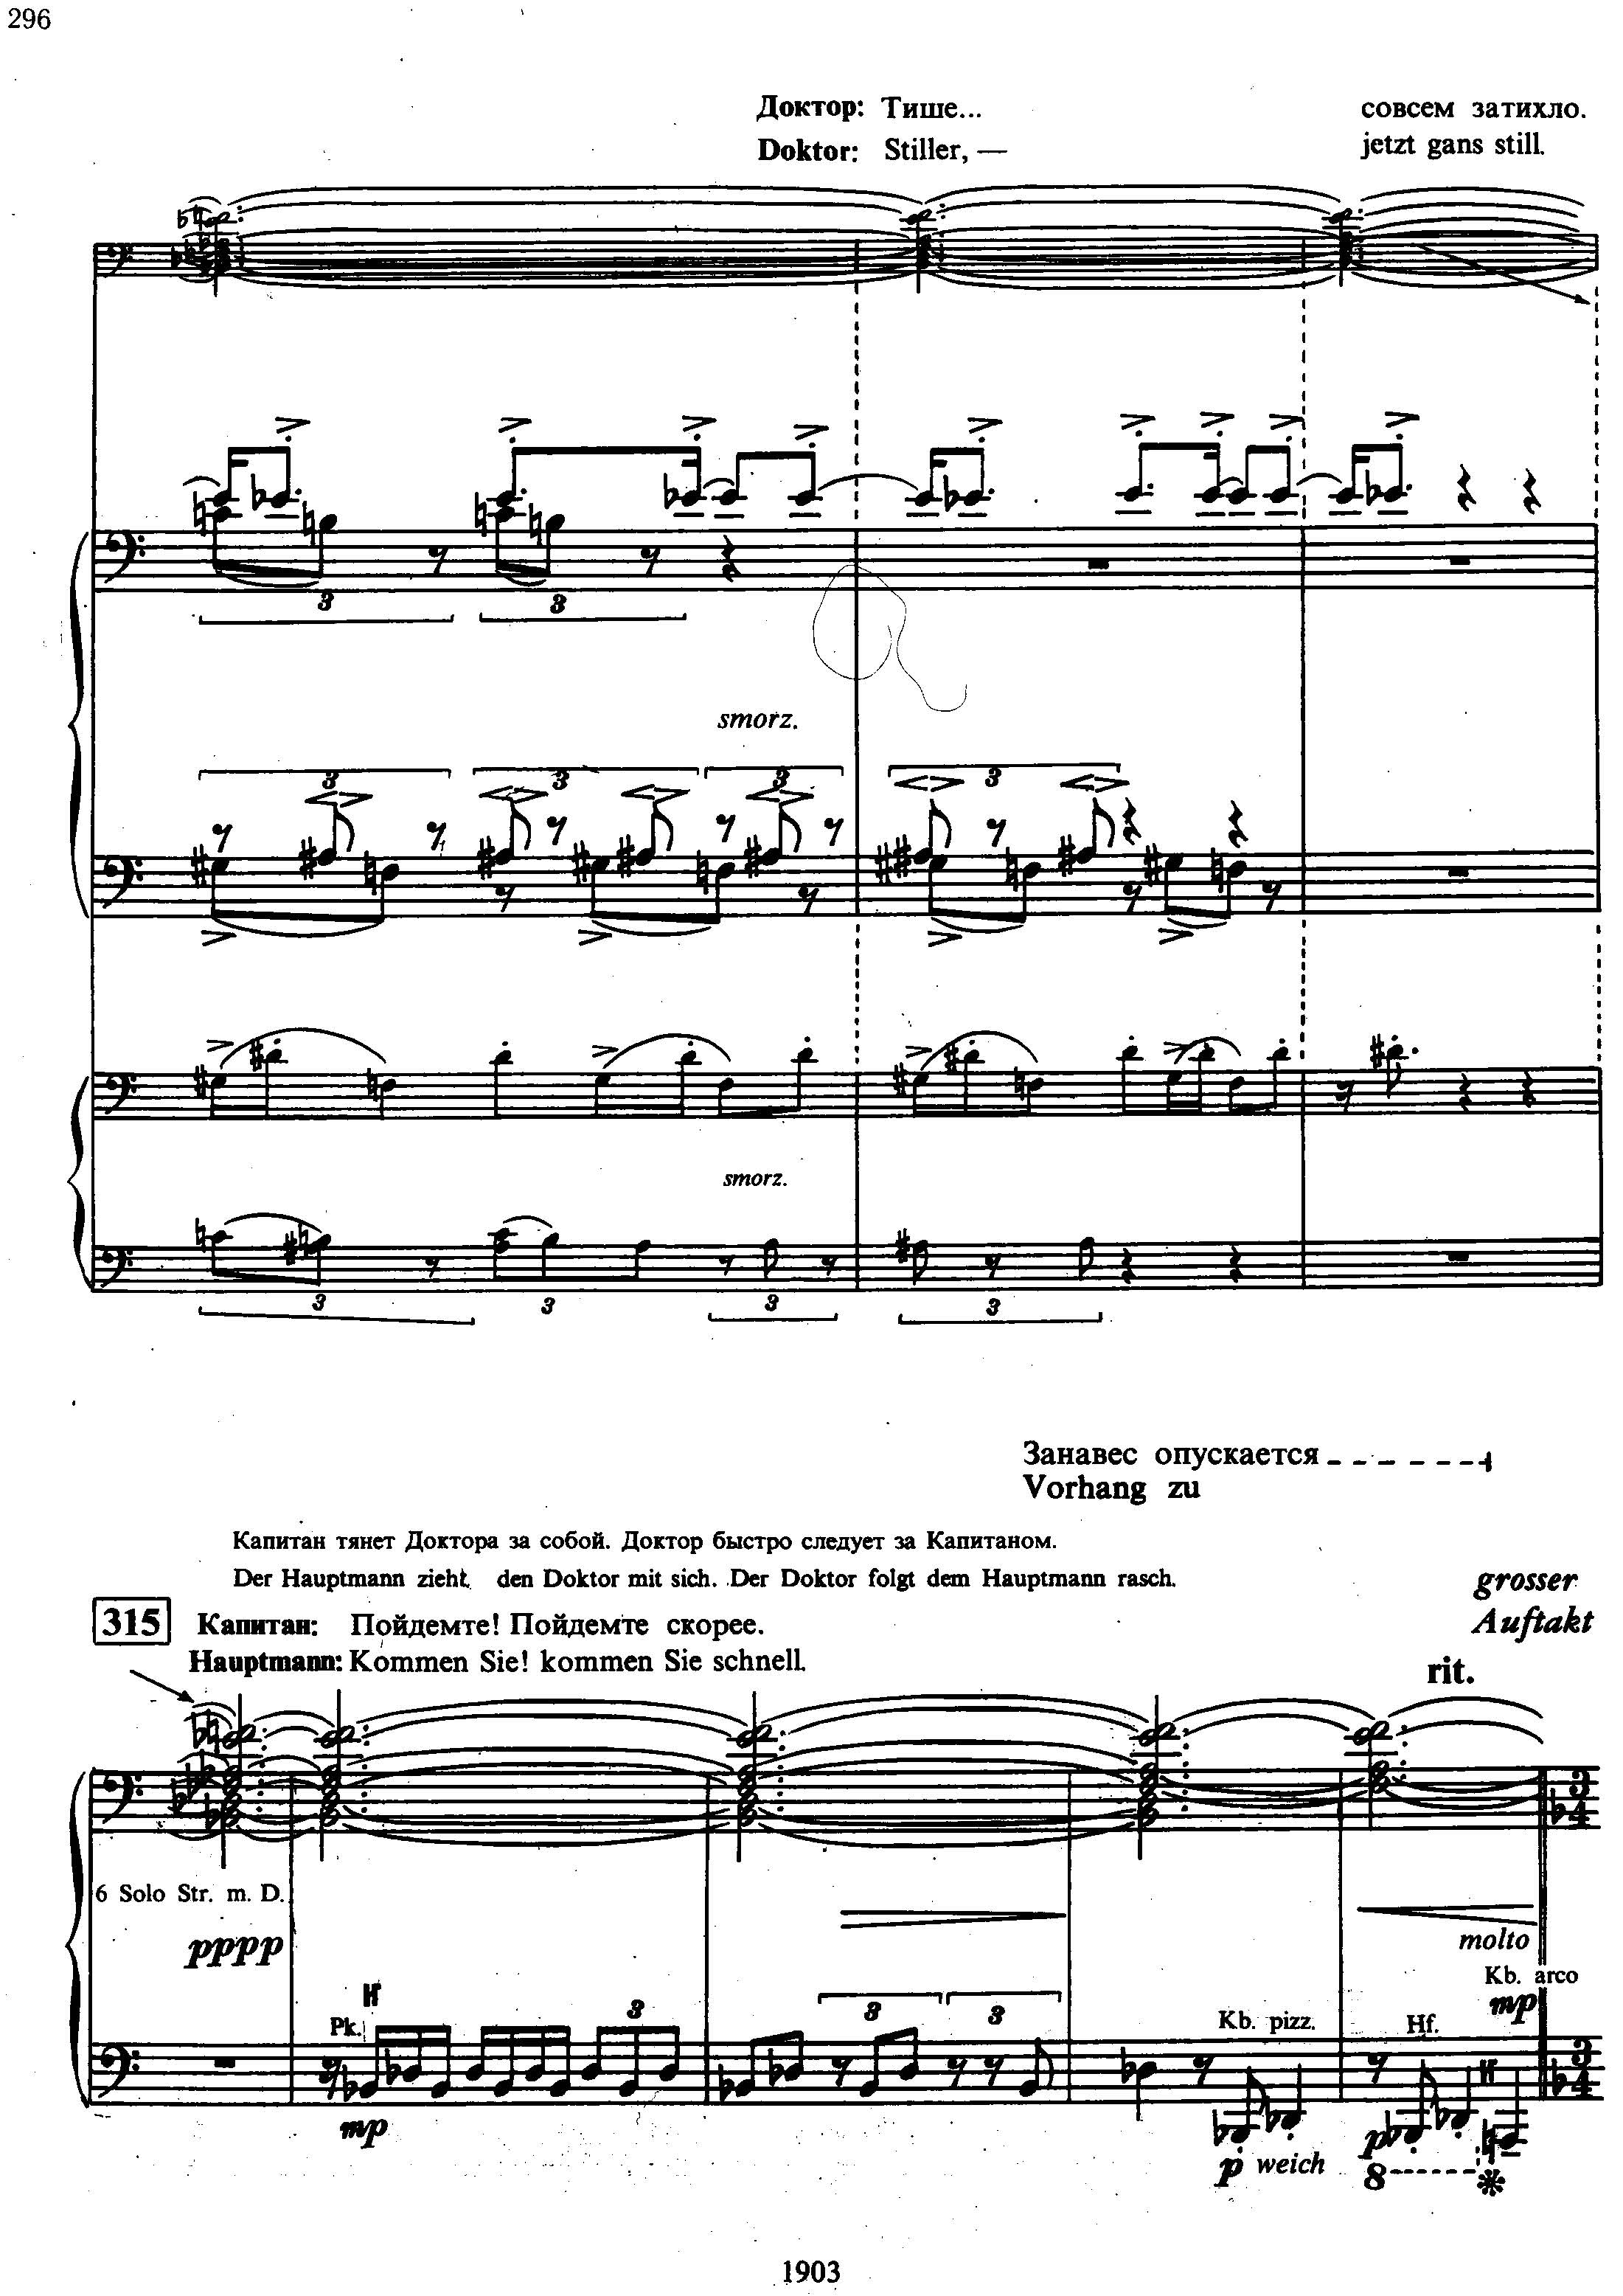 296
Доктор: Тише... совсем затихло.
Doktor: Stiller, — jetzt gans still.
3 3
smorz.
3 3 3 3
smorz.
3 3 3 3
Занавес опускается
Vorhang zu
Капитан тянет Доктора за собой. Доктор быстро следует за Капитаном.
Der Hauptmann zieht den Doktor mit sich. Der Doktor folgt dem Hauptmann rasch.
grosser
Auftakt
315 Капитан: Пойдемте! Пойдемте скорее.
Hauptmann: Kommen Sie! kommen Sie schnell.
rit.
3
4
6 Solo Str. m. D.
pppp
molto
Kb. arco
mp
H
3 3 3
Pk.
Kb. pizz. Hf.
H
3
4
mp
p weich
p
8
1903